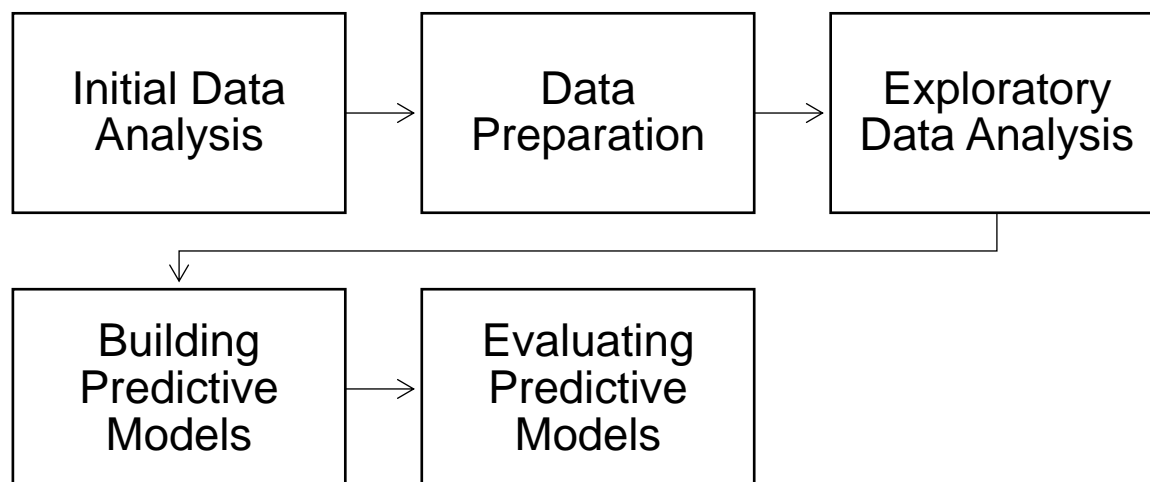 Initial Data
Analysis
Data
Preparation
Exploratory
Data Analysis
Building
Predictive
Models
Evaluating
Predictive
Models